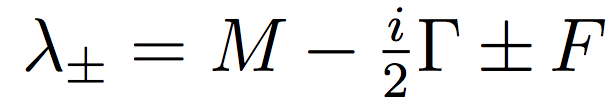 λ± = M − i/2 Γ ± F